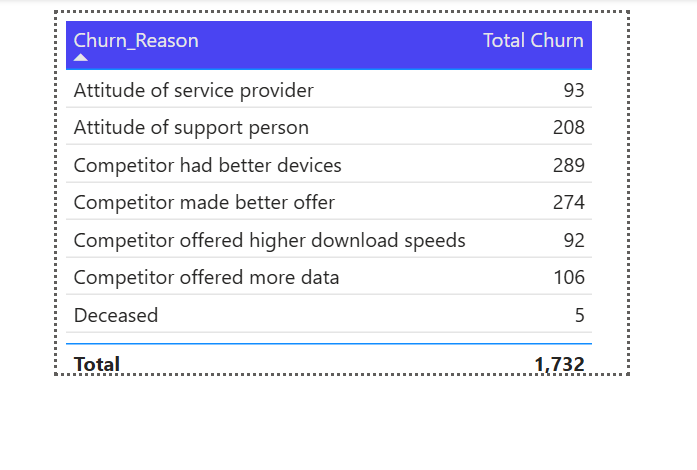 Churn_Reason Total Churn
Attitude of service provider 93
Attitude of support person 208
Competitor had better devices 289
Competitor made better offer 274
Competitor offered higher download speeds 92
Competitor offered more data 106
Deceased 5
Total 1,732